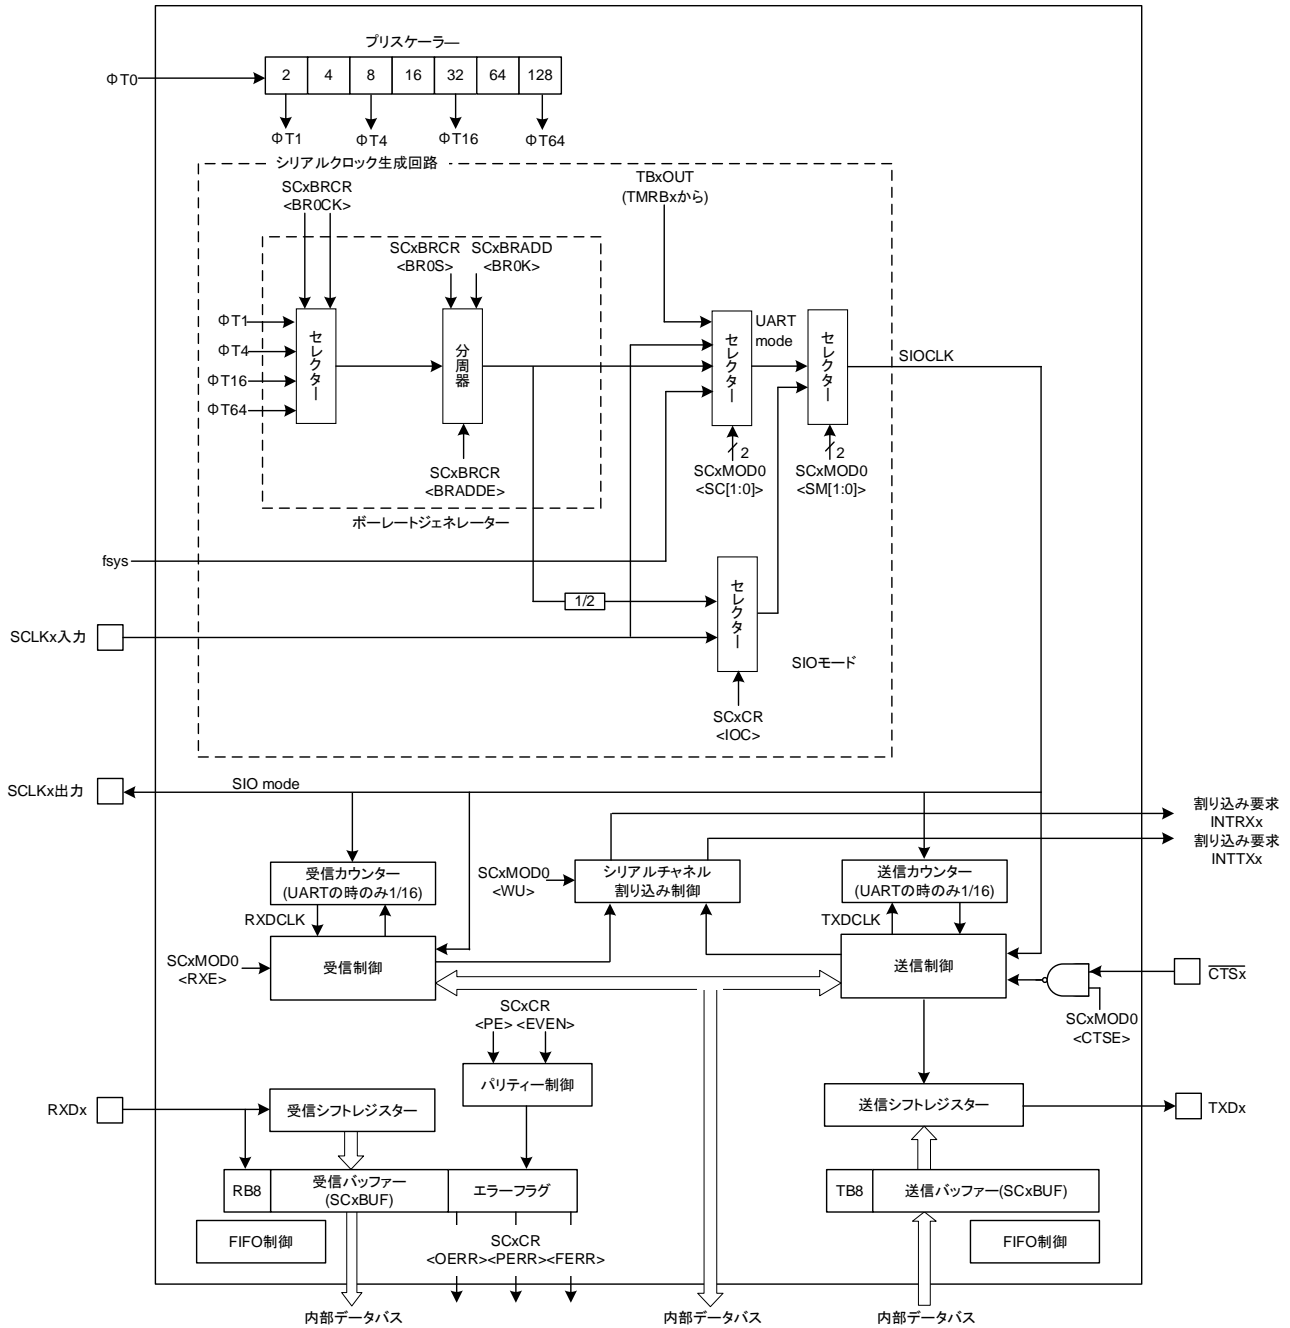 プリスケーラー
ΦT0
2 4 8 16 32 64 128
ΦT1 ΦT4 ΦT16 ΦT64
シリアルクロック生成回路
SCxBRCR
<BR0CK>
TBxOUT
(TMRBxから)
SCxBRCR
<BR0S>
SCxBRADD
<BR0K>
ΦT1
ΦT4
ΦT16
ΦT64
セレクター
分周器
セレクター
UART
mode
セレクター
SIOCLK
SCxBRCR
<BRADDE>
2
SCxMOD0
<SC[1:0]>
2
SCxMOD0
<SM[1:0]>
ボーレートジェネレーター
fsys
1/2
セレクター
SCLKx入力
SIOモード
SCxCR
<IOC>
SCLKx出力
SIO mode
割り込み要求
INTRXx
割り込み要求
INTTXx
受信カウンター
(UARTの時のみ1/16)
SCxMOD0
<WU>
シリアルチャネル
割り込み制御
送信カウンター
(UARTの時のみ1/16)
RXDCLK
TXDCLK
SCxMOD0
<RXE>
受信制御
送信制御
CTSx
SCxMOD0
<CTSE>
SCxCR
<PE> <EVEN>
パリティー制御
RXDx
受信シフトレジスター
送信シフトレジスター
TXDx
RB8
受信バッファー
(SCxBUF)
エラーフラグ
TB8
送信バッファー(SCxBUF)
FIFO制御
SCxCR
<OERR><PERR><FERR>
FIFO制御
内部データバス
内部データバス
内部データバス